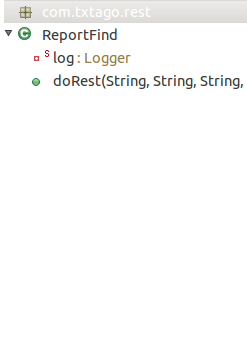 com.txtago.rest
ReportFind
S log : Logger
doRest(String, String, String,